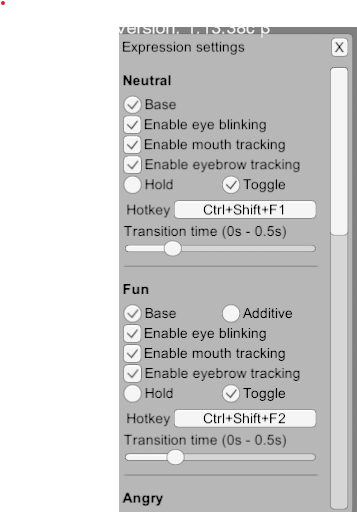 Version: 1.13.38c β
Expression settings X
Neutral
Base
Enable eye blinking
Enable mouth tracking
Enable eyebrow tracking
Hold Toggle
Hotkey Ctrl+Shift+F1
Transition time (0s - 0.5s)
Fun
Base Additive
Enable eye blinking
Enable mouth tracking
Enable eyebrow tracking
Hold Toggle
Hotkey Ctrl+Shift+F2
Transition time (0s - 0.5s)
Angry